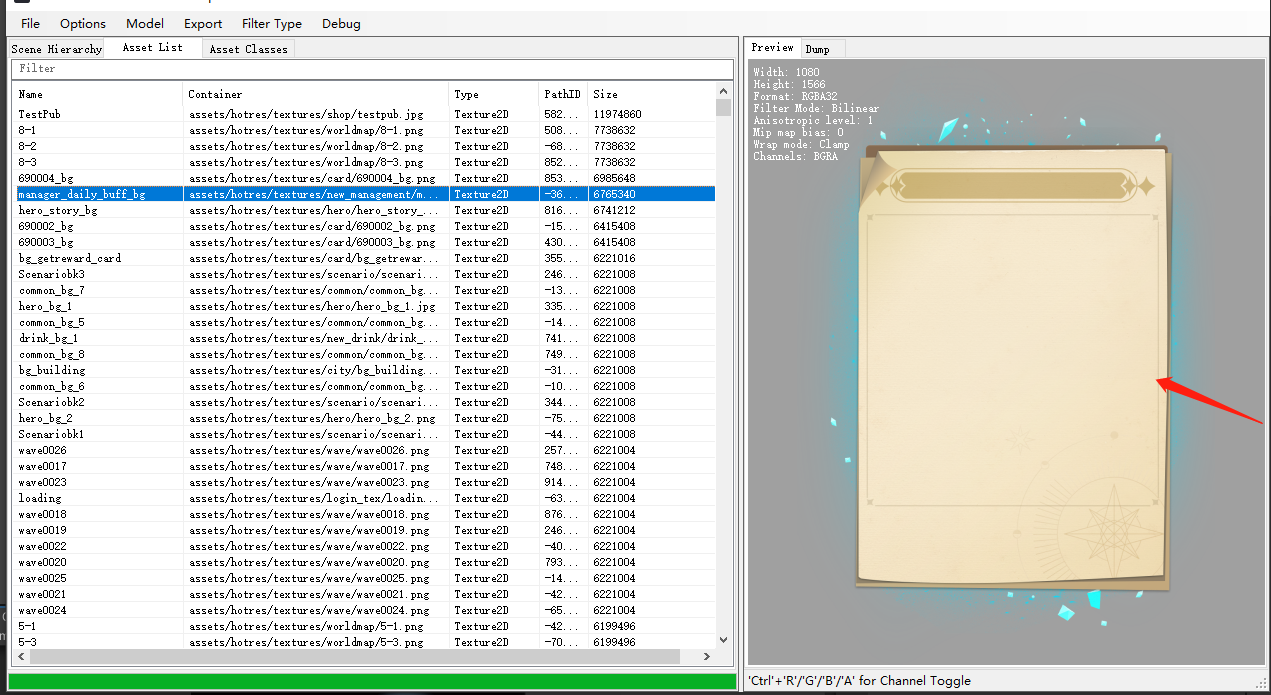 File Options Model Export Filter Type Debug
Scene Hierarchy Asset List Asset Classes
Filter
Name Container Type PathID Size
TestPub assets/hotres/textures/shop/testpub.jpg Texture2D 582... 11974860
8-1 assets/hotres/textures/worldmap/8-1.png Texture2D 508... 7738632
8-2 assets/hotres/textures/worldmap/8-2.png Texture2D -68... 7738632
8-3 assets/hotres/textures/worldmap/8-3.png Texture2D 852... 7738632
690004_bg assets/hotres/textures/card/690004_bg.png Texture2D 853... 6985648
manager_daily_buff_bg assets/hotres/textures/new_management/m... Texture2D -36... 6765340
hero_story_bg assets/hotres/textures/hero/hero_story_... Texture2D 816... 6741212
690002_bg assets/hotres/textures/card/690002_bg.png Texture2D -15... 6415408
690003_bg assets/hotres/textures/card/690003_bg.png Texture2D 430... 6415408
bg_getreward_card assets/hotres/textures/card/bg_getrewar... Texture2D 355... 6221016
Scenariobk3 assets/hotres/textures/scenario/scenari... Texture2D 246... 6221008
common_bg_7 assets/hotres/textures/common/common_bg... Texture2D -13... 6221008
hero_bg_1 assets/hotres/textures/hero/hero_bg_1.jpg Texture2D 335... 6221008
common_bg_5 assets/hotres/textures/common/common_bg... Texture2D -14... 6221008
drink_bg_1 assets/hotres/textures/new_drink/drink_... Texture2D 741... 6221008
common_bg_8 assets/hotres/textures/common/common_bg... Texture2D 749... 6221008
bg_building assets/hotres/textures/city/bg_building... Texture2D -31... 6221008
common_bg_6 assets/hotres/textures/common/common_bg... Texture2D -10... 6221008
Scenariobk2 assets/hotres/textures/scenario/scenari... Texture2D 344... 6221008
hero_bg_2 assets/hotres/textures/hero/hero_bg_2.png Texture2D -75... 6221008
Scenariobk1 assets/hotres/textures/scenario/scenari... Texture2D -44... 6221008
wave0026 assets/hotres/textures/wave/wave0026.png Texture2D 257... 6221004
wave0017 assets/hotres/textures/wave/wave0017.png Texture2D 748... 6221004
wave0023 assets/hotres/textures/wave/wave0023.png Texture2D 914... 6221004
loading assets/hotres/textures/login_tex/loadin... Texture2D -63... 6221004
wave0018 assets/hotres/textures/wave/wave0018.png Texture2D 876... 6221004
wave0019 assets/hotres/textures/wave/wave0019.png Texture2D 246... 6221004
wave0022 assets/hotres/textures/wave/wave0022.png Texture2D -40... 6221004
wave0020 assets/hotres/textures/wave/wave0020.png Texture2D 793... 6221004
wave0025 assets/hotres/textures/wave/wave0025.png Texture2D -14... 6221004
wave0021 assets/hotres/textures/wave/wave0021.png Texture2D -42... 6221004
wave0024 assets/hotres/textures/wave/wave0024.png Texture2D -65... 6221004
5-1 assets/hotres/textures/worldmap/5-1.png Texture2D -42... 6199496
5-3 assets/hotres/textures/worldmap/5-3.png Texture2D -70... 6199496
Preview Dump
Width: 1080
Height: 1566
Format: RGBA32
Filter Mode: Bilinear
Anisotropic level: 1
Mip map bias: 0
Wrap mode: Clamp
Channels: BGRA
'Ctrl'+'R'/'G'/'B'/'A' for Channel Toggle